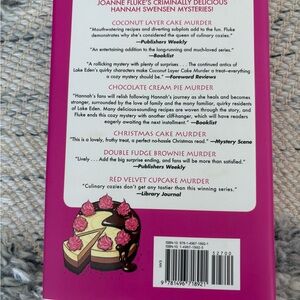 JOANNE FLUKE'S CRIMINALLY DELICIOUS
HANNAH SWENSEN MYSTERIES!
COCONUT LAYER CAKE MURDER
"Mouthwatering recipes and diverting subplots add to the fun. Fluke
demonstrates why she's considered the queen of culinary cozies."
—Publishers Weekly
"An entertaining addition to the long-running and much-loved series."
—Booklist
"A rollicking mystery with plenty of suspicion. . . . The continued antics of
Lake Eden's quirky characters make Coconut Layer Cake Murder a treat—everything
a cozy mystery should be." —Foreword Reviews
CHOCOLATE CREAM PIE MURDER
"Hannah's fans will relish following Hannah's journey as she heals and becomes
stronger, surrounded by the love of family and the many familiar, quirky residents
of Lake Eden. Many delicious-sounding recipes are woven through the story; and
Fluke ends this cozy mystery with another cliff-hanger, which will have readers
eagerly awaiting the next installment." —Booklist
CHRISTMAS CAKE MURDER
"This is a lovely, frothy treat, a perfect no-hassle Christmas read." —Mystery Scene
DOUBLE FUDGE BROWNIE MURDER
"Lively . . . Add the big surprise ending, and fans will be more than satisfied."
—Publishers Weekly
RED VELVET CUPCAKE MURDER
"Culinary cozies don't get any tastier than this winning series."
—Library Journal
52700
9 781496 718921